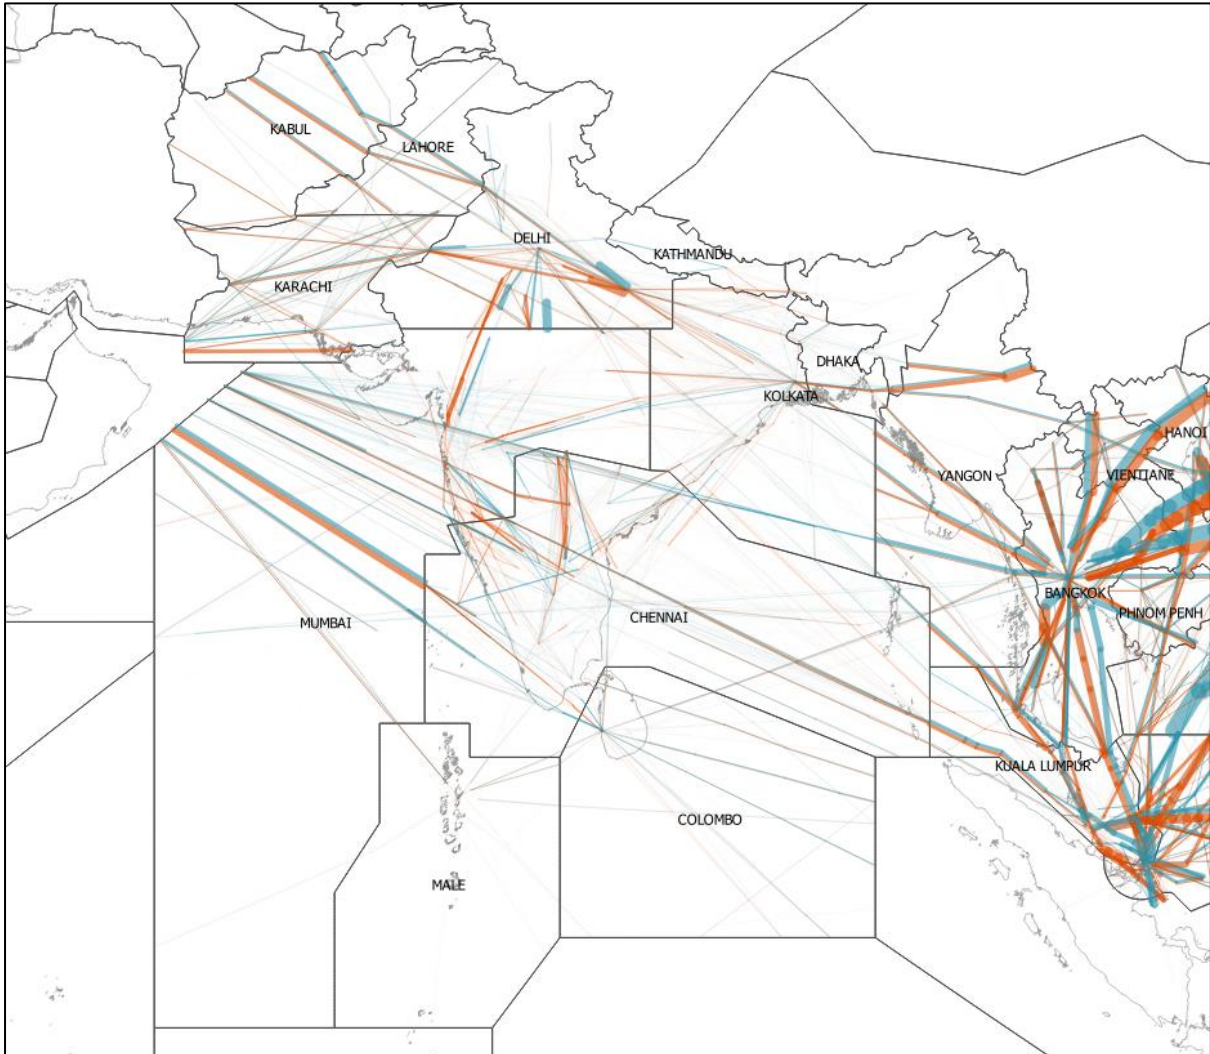 KABUL
LAHORE
DELHI
KATHMANDU
KARACHI
DHAKA
KOLKATA
HANOI
YANGON
VIENTIANE
BANGKOK
PHNOM PENH
CHENNAI
MUMBAI
KUALA LUMPUR
COLOMBO
MALE